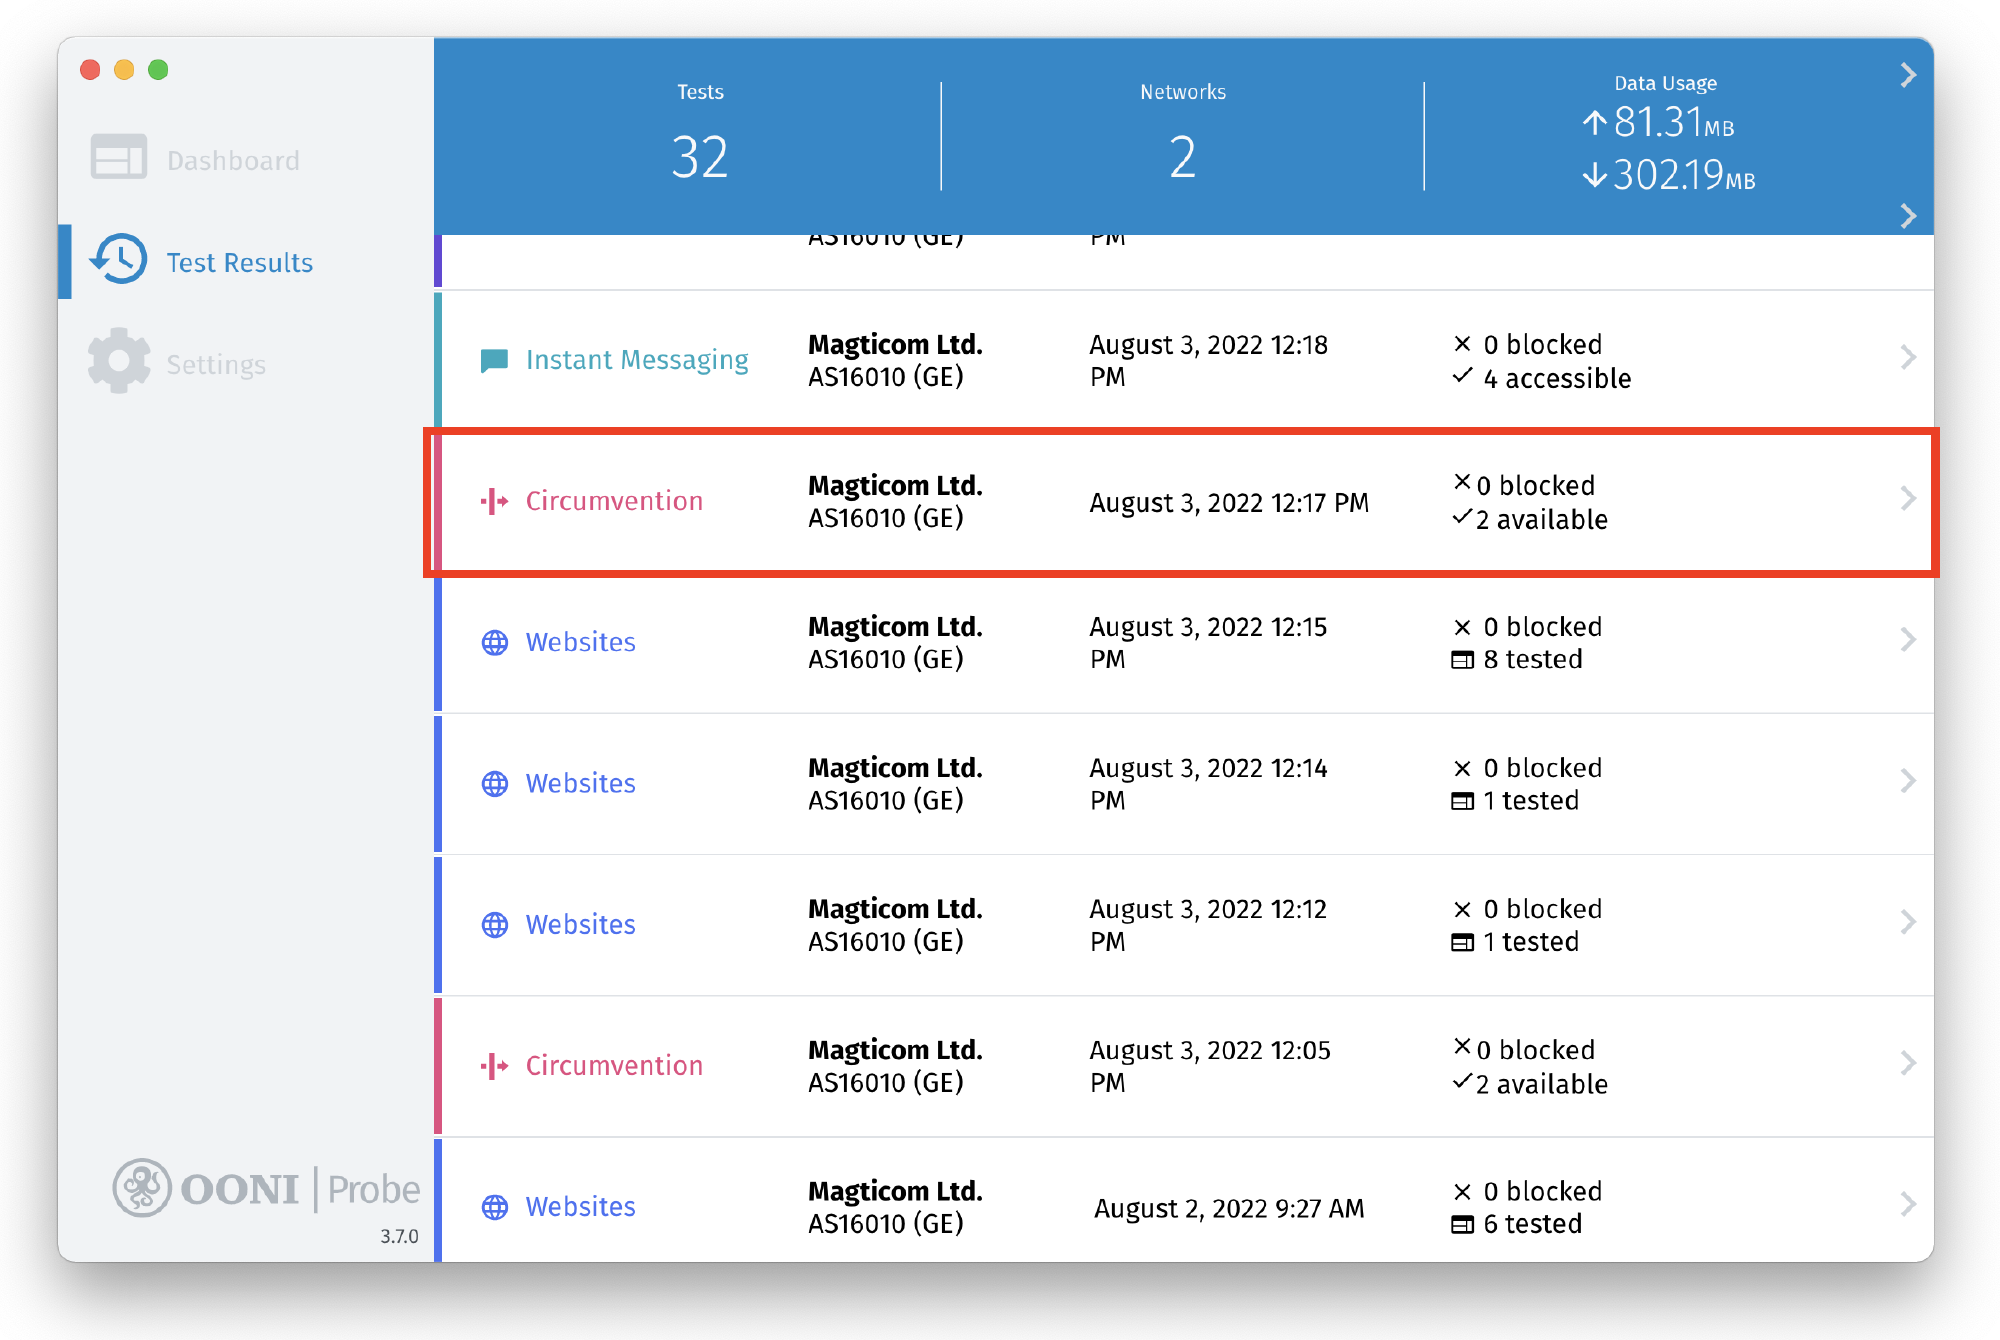 Tests
32
Networks
2
Data Usage
81.31MB
302.19MB
Dashboard
Test Results
Settings
OONI Probe
3.7.0
AS16010 (GE)
PM
Instant Messaging
Magticom Ltd.
AS16010 (GE)
August 3, 2022 12:18
PM
0 blocked
4 accessible
Circumvention
Magticom Ltd.
AS16010 (GE)
August 3, 2022 12:17 PM
0 blocked
2 available
Websites
Magticom Ltd.
AS16010 (GE)
August 3, 2022 12:15
PM
0 blocked
8 tested
Websites
Magticom Ltd.
AS16010 (GE)
August 3, 2022 12:14
PM
0 blocked
1 tested
Websites
Magticom Ltd.
AS16010 (GE)
August 3, 2022 12:12
PM
0 blocked
1 tested
Circumvention
Magticom Ltd.
AS16010 (GE)
August 3, 2022 12:05
PM
0 blocked
2 available
Websites
Magticom Ltd.
AS16010 (GE)
August 2, 2022 9:27 AM
0 blocked
6 tested